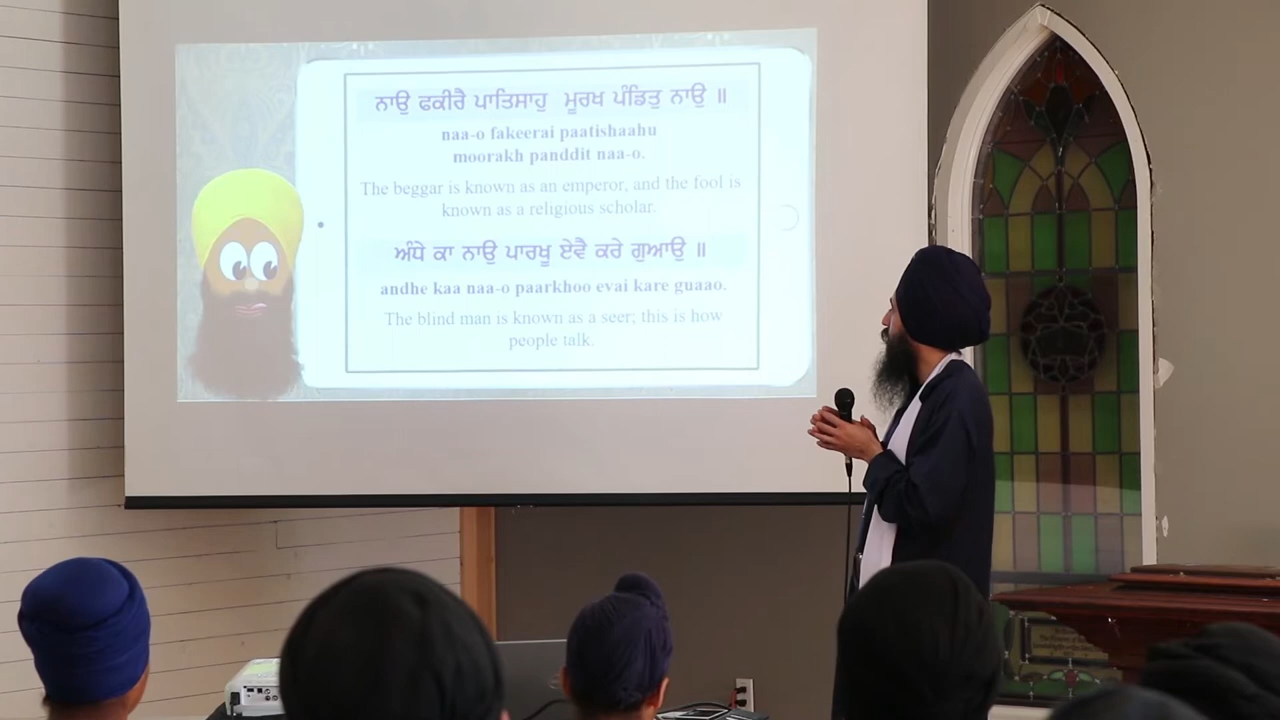 ਨਾਉ ਫਕੀਰੈ ਪਾਤਿਸਾਹੁ ਮੂਰਖ ਪੰਡਿਤੁ ਨਾਉ ॥
naa-o fakeerai paatishaahu
moorakh panddit naa-o.
The beggar is known as an emperor, and the fool is
known as a religious scholar.
ਅੰਧੇ ਕਾ ਨਾਉ ਪਾਰਖੂ ਏਵੈ ਕਰੇ ਗੁਆਉ ॥
andhe kaa naa-o paarkhoo evai kare guaao.
The blind man is known as a seer; this is how
people talk.